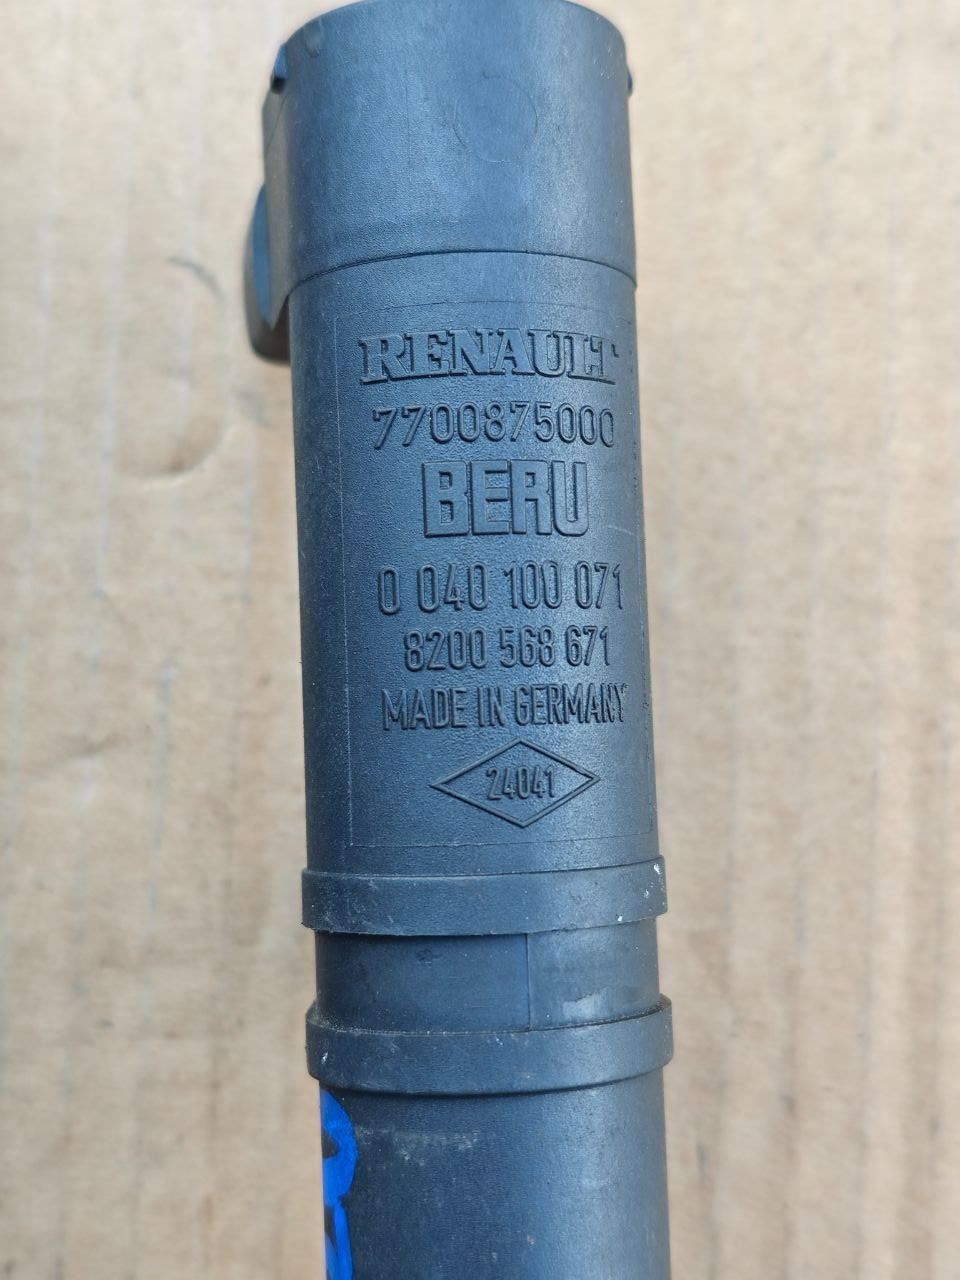 RENAULT
7700875000
BERU
0 040 100 071
8200 568 671
MADE IN GERMANY
24041